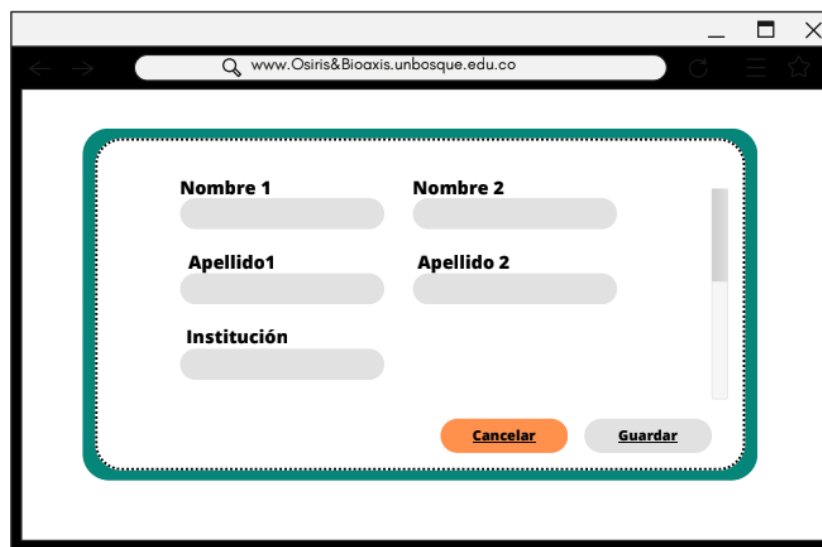 www.Osiris&Bioaxis.unbosque.edu.co
Nombre 1 Nombre 2
Apellido1 Apellido 2
Institución
Cancelar Guardar